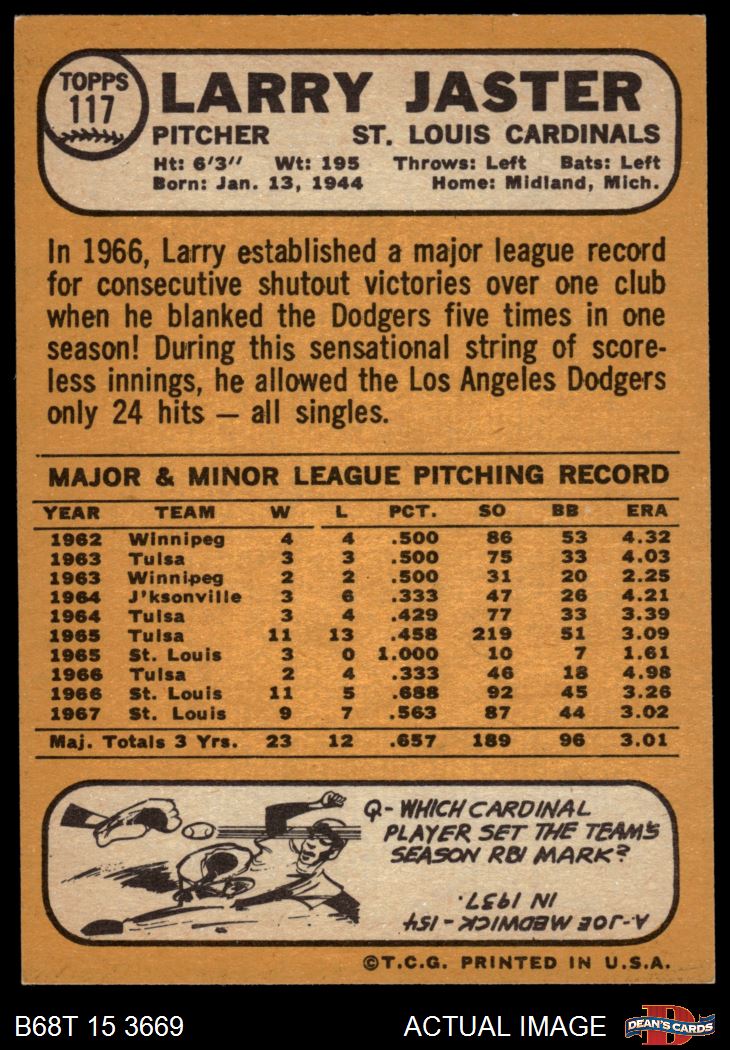 TOPPS
117
LARRY JASTER
PITCHER ST. LOUIS CARDINALS
Ht: 6'3" Wt: 195 Throws: Left Bats: Left
Born: Jan. 13, 1944 Home: Midland, Mich.
In 1966, Larry established a major league record
for consecutive shutout victories over one club
when he blanked the Dodgers five times in one
season! During this sensational string of score-
less innings, he allowed the Los Angeles Dodgers
only 24 hits — all singles.
MAJOR & MINOR LEAGUE PITCHING RECORD
YEAR TEAM W L PCT. SO BB ERA
1962 Winnipeg 4 4 .500 86 53 4.32
1963 Tulsa 3 3 .500 75 33 4.03
1963 Winnipeg 2 2 .500 31 20 2.25
1964 J'ksonville 3 6 .333 47 26 4.21
1964 Tulsa 3 4 .429 77 33 3.39
1965 Tulsa 11 13 .458 219 51 3.09
1965 St. Louis 3 0 1.000 10 7 1.61
1966 Tulsa 2 4 .333 46 18 4.98
1966 St. Louis 11 5 .688 92 45 3.26
1967 St. Louis 9 7 .563 87 44 3.02
Maj. Totals 3 Yrs. 23 12 .657 189 96 3.01
Q- WHICH CARDINAL
PLAYER SET THE TEAM'S
SEASON RBI MARK?
A- JOE MEDWICK - 154
IN 1937.
©T.C.G. PRINTED IN U.S.A.
B68T 15 3669 ACTUAL IMAGE
D
DEAN'S CARDS